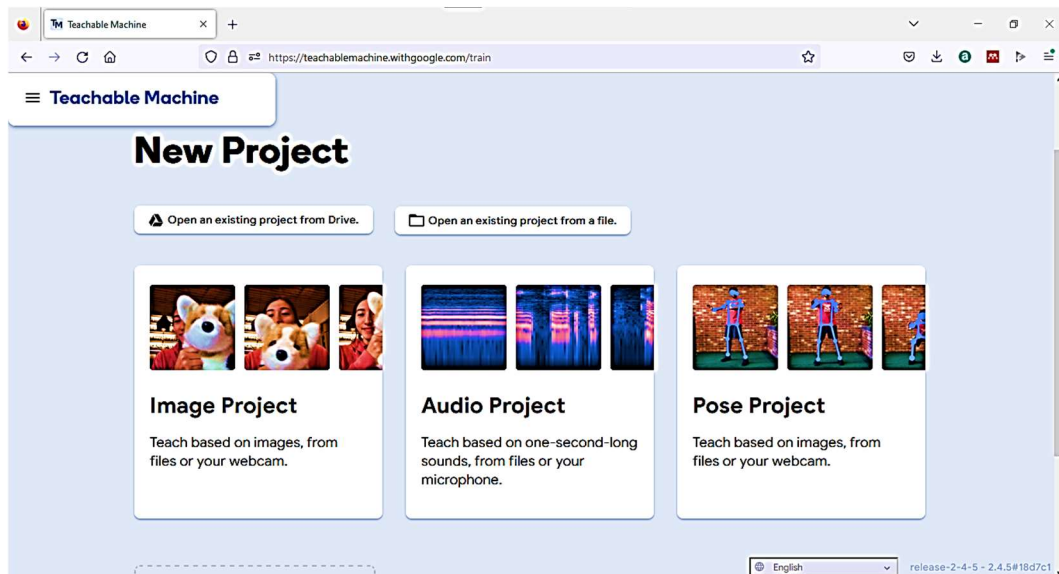 Teachable Machine
https://teachablemachine.withgoogle.com/train
Teachable Machine
New Project
Open an existing project from Drive.
Open an existing project from a file.
Image Project
Teach based on images, from
files or your webcam.
Audio Project
Teach based on one-second-long
sounds, from files or your
microphone.
Pose Project
Teach based on images, from
files or your webcam.
English
release-2-4-5 - 2.4.5#18d7c1